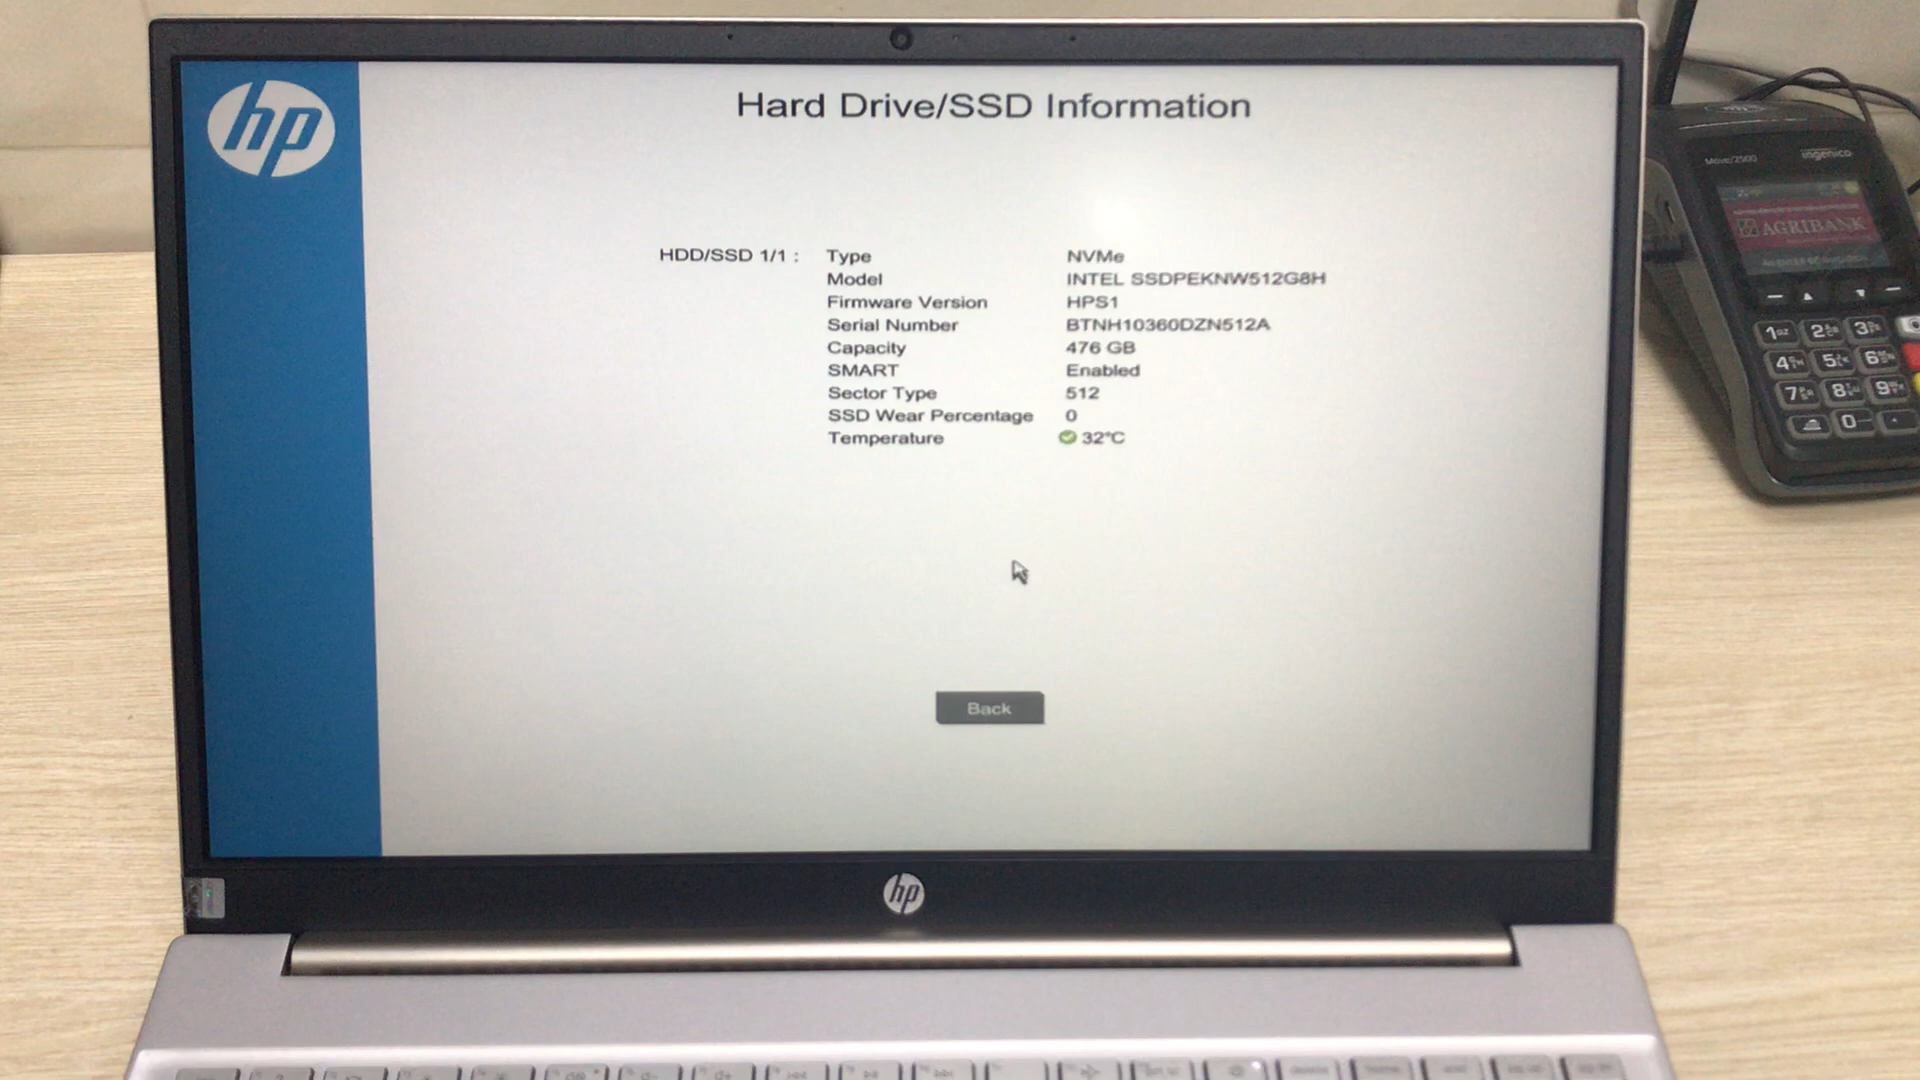 hp
Hard Drive/SSD Information
HDD/SSD 1/1 : Type NVMe
Model INTEL SSDPEKNW512G8H
Firmware Version HPS1
Serial Number BTNH10360DZN512A
Capacity 476 GB
SMART Enabled
Sector Type 512
SSD Wear Percentage 0
Temperature 32°C
Back
hp
Move/2500 ingenico
AGRIBANK
1 2 3
4 5 6
7 8 9
0